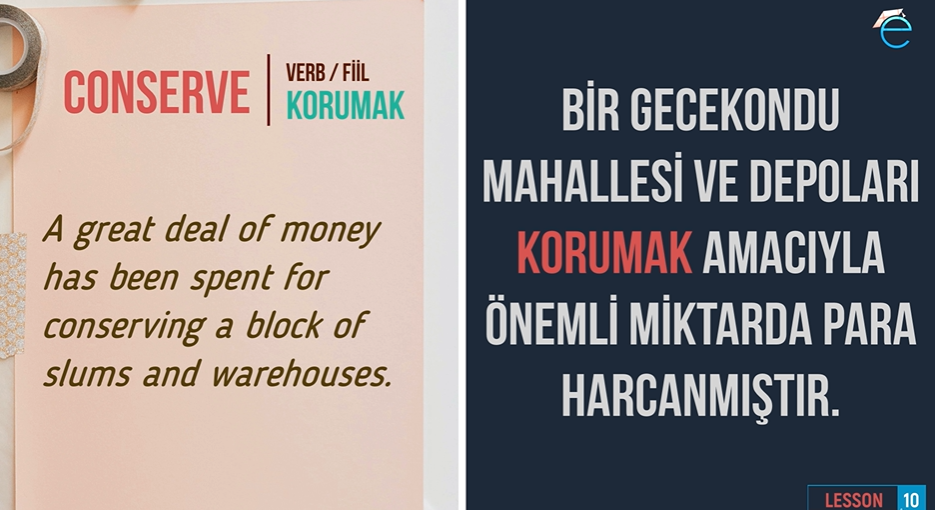 CONSERVE
VERB / FİİL
KORUMAK
A great deal of money
has been spent for
conserving a block of
slums and warehouses.
BİR GECEKONDU
MAHALLESİ VE DEPOLARI
KORUMAK AMACIYLA
ÖNEMLİ MİKTARDA PARA
HARCANMIŞTIR.
LESSON 10